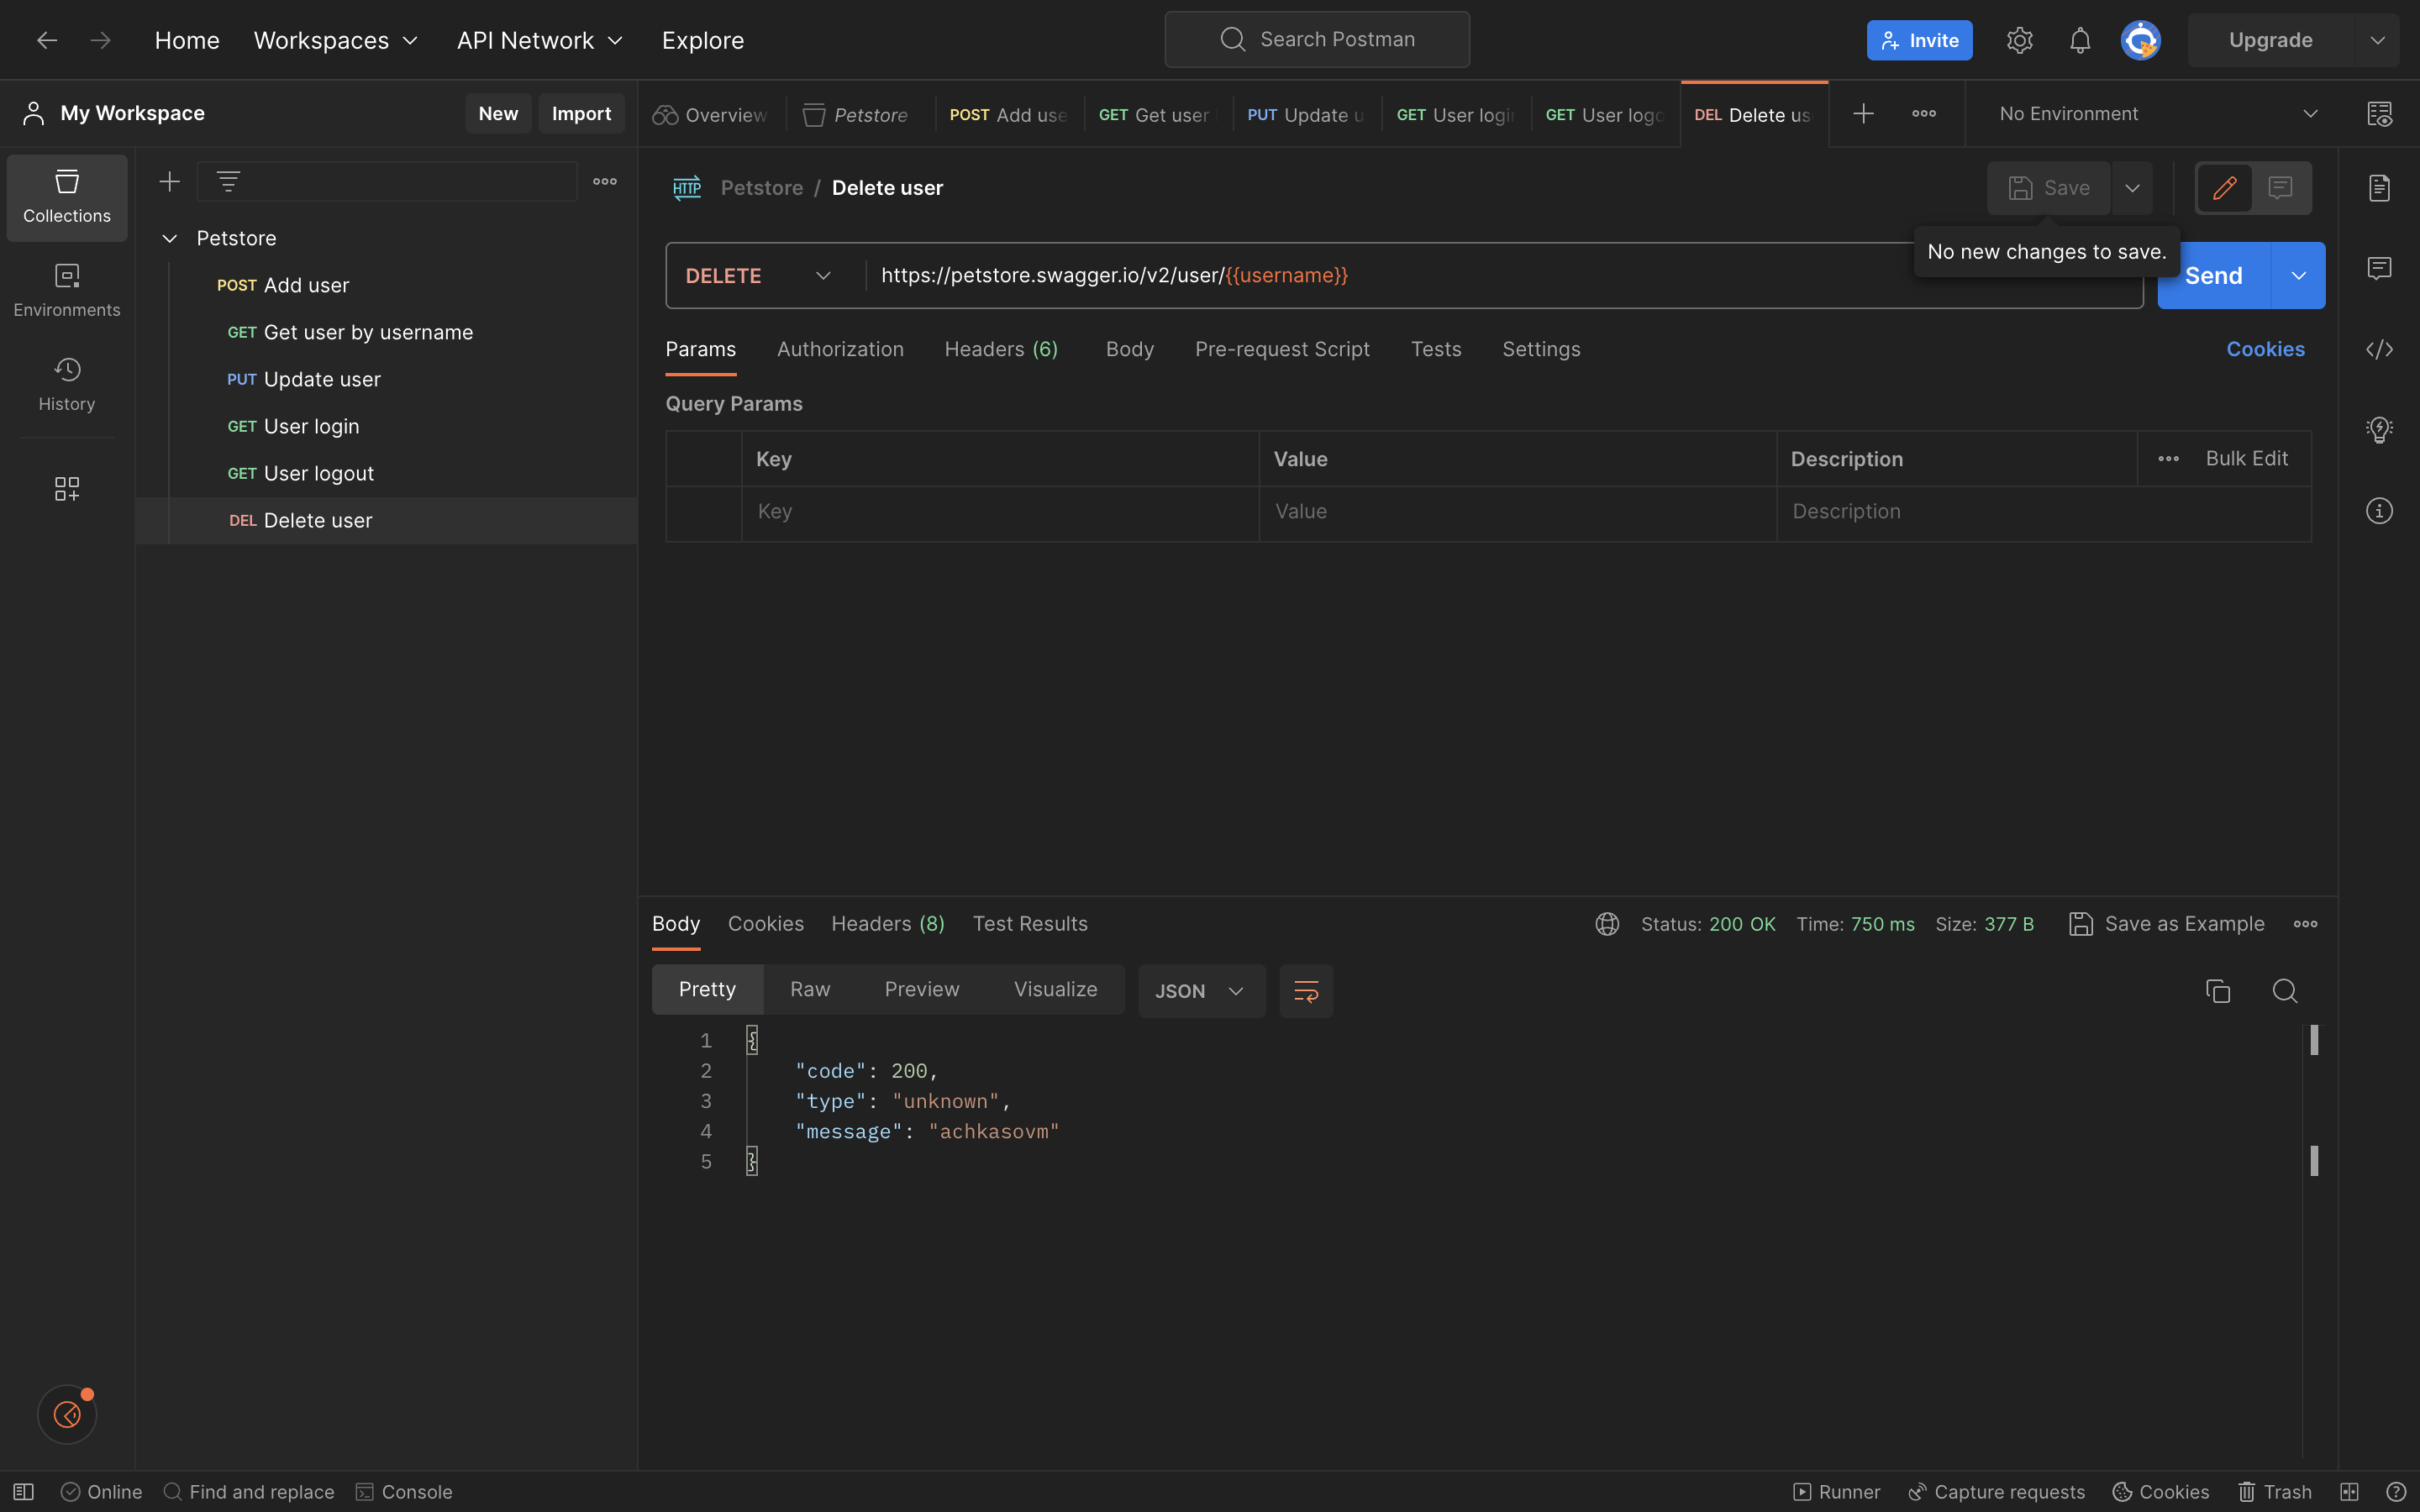 Home Workspaces API Network Explore Search Postman Invite Upgrade
My Workspace New Import
Overview Petstore POST Add use GET Get user PUT Update u GET User logi GET User logo DEL Delete us No Environment
Collections
Environments
History
Petstore
POST Add user
GET Get user by username
PUT Update user
GET User login
GET User logout
DEL Delete user
HTTP Petstore / Delete user Save
No new changes to save.
DELETE https://petstore.swagger.io/v2/user/{{username}} Send
Params Authorization Headers (6) Body Pre-request Script Tests Settings Cookies
Query Params
Key Value Description Bulk Edit
Key Value Description
Body Cookies Headers (8) Test Results Status: 200 OK Time: 750 ms Size: 377 B Save as Example
Pretty Raw Preview Visualize JSON
1 {
2 "code": 200,
3 "type": "unknown",
4 "message": "achkasovm"
5 }
Online Find and replace Console Runner Capture requests Cookies Trash